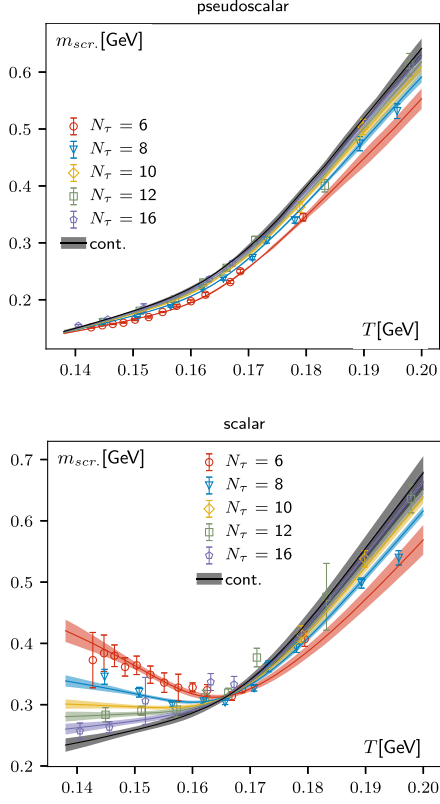 pseudoscalar
m_{scr.}[GeV]
0.6
0.5
0.4
0.3
0.2
N_τ = 6
N_τ = 8
N_τ = 10
N_τ = 12
N_τ = 16
cont.
T[GeV]
0.14 0.15 0.16 0.17 0.18 0.19 0.20
scalar
m_{scr.}[GeV]
0.7
0.6
0.5
0.4
0.3
0.2
N_τ = 6
N_τ = 8
N_τ = 10
N_τ = 12
N_τ = 16
cont.
T[GeV]
0.14 0.15 0.16 0.17 0.18 0.19 0.20